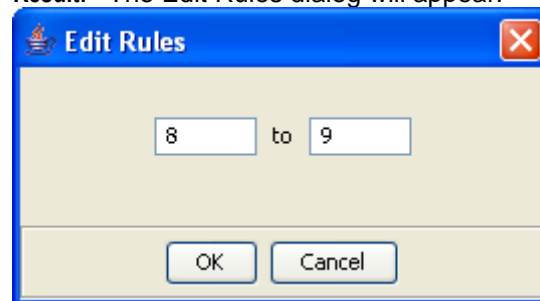 Result: The Edit Rules dialog will appear.
Edit Rules
8 to 9
OK Cancel